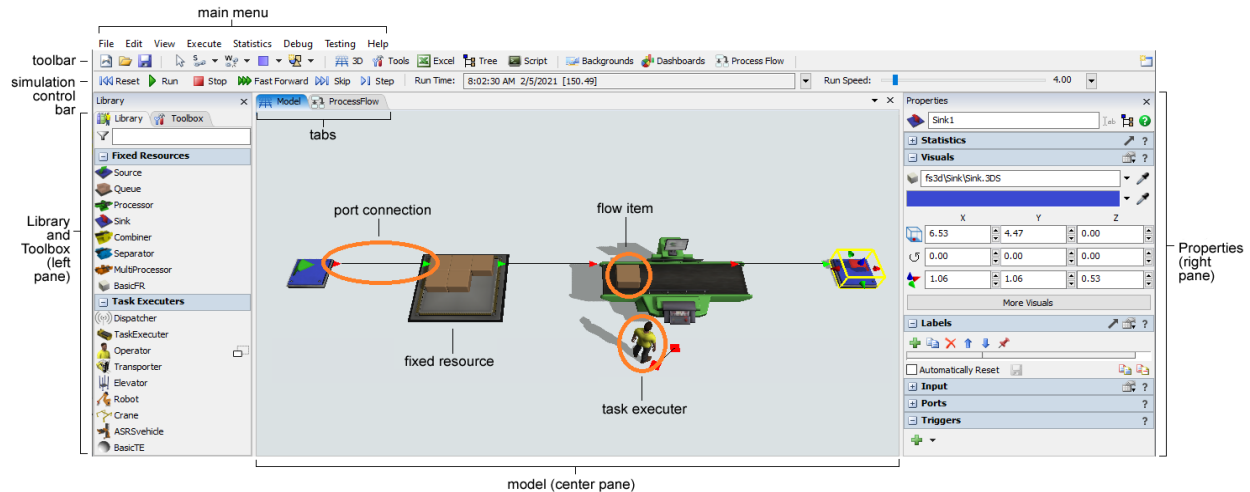 main menu
File Edit View Execute Statistics Debug Testing Help
toolbar
3D Tools Excel Tree Script Backgrounds Dashboards Process Flow
simulation control bar
Reset Run Stop Fast Forward Skip Step Run Time: 8:02:30 AM 2/5/2021 [150.49] Run Speed: 4.00
Library
Model ProcessFlow
Properties
Library Toolbox
tabs
Sink1
Statistics
Fixed Resources
Visuals
Source
fs3d\Sink\Sink.3DS
Queue
Processor
port connection
flow item
Sink
X Y Z
Combiner
6.53 4.47 0.00
Library and Toolbox (left pane)
Separator
0.00 0.00 0.00
Properties (right pane)
MultiProcessor
1.06 1.06 0.53
BasicFR
Task Executers
More Visuals
Dispatcher
Labels
TaskExecuter
Operator
fixed resource
Transporter
Automatically Reset
Elevator
Input
Robot
Ports
task executer
Crane
Triggers
ASRSvehicle
BasicTE
model (center pane)